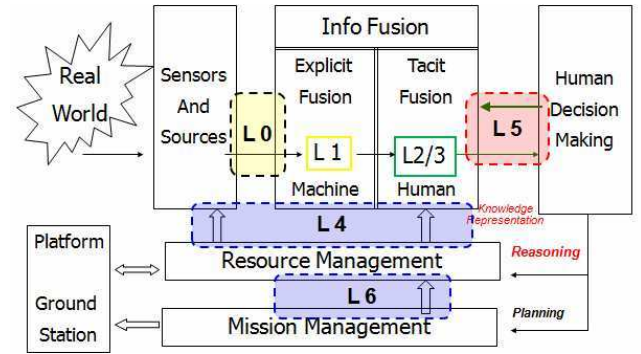 Info Fusion
Real
World
Sensors
And
Sources
Explicit
Fusion
Tacit
Fusion
Human
Decision
Making
L 0
L 1
L2/3
L 5
Machine
Human
Knowledge
Representation
L 4
Platform
Ground
Station
Resource Management
Reasoning
L 6
Planning
Mission Management